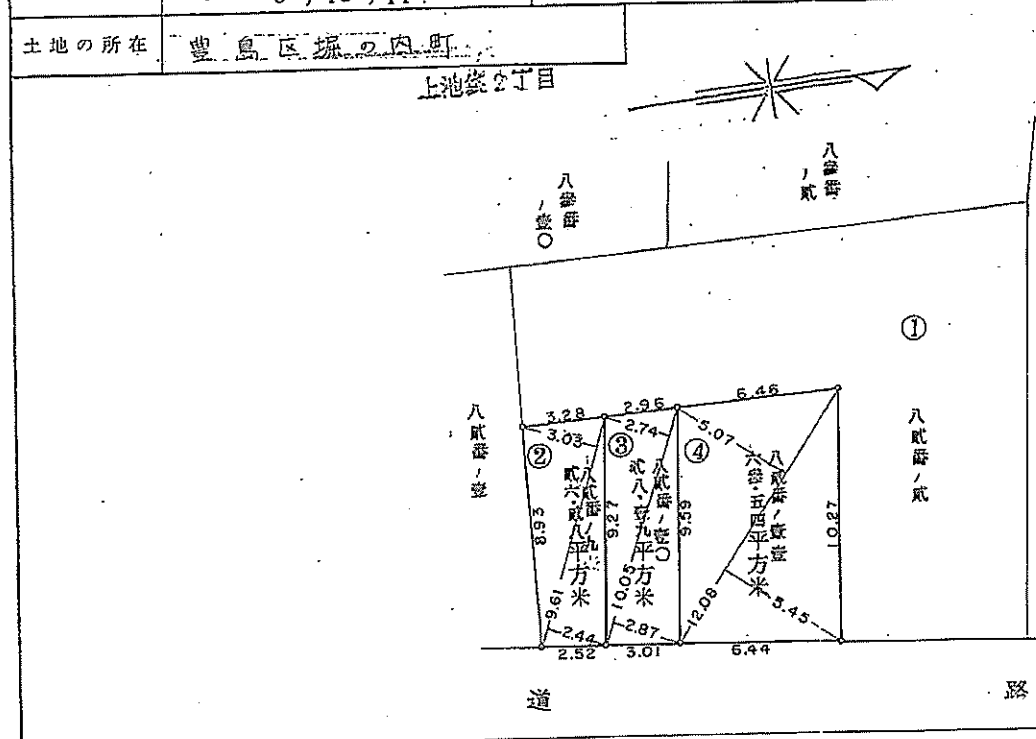 土地の所在
豊島区堀の内町
上池袋2丁目
八参番ノ壹〇
八参番ノ貳
①
八貳番ノ壹
八貳番ノ貳
3.28
2.96
6.46
3.03
2.74
5.07
②
③
④
八貳番ノ九
貳六・貳八平方米
八貳番ノ壹〇
貳八・壹九平方米
八貳番ノ壹壹
六参・五四平方米
8.93
9.27
9.59
10.27
9.61
10.05
12.08
5.45
2.44
2.87
2.52
3.01
6.44
道路